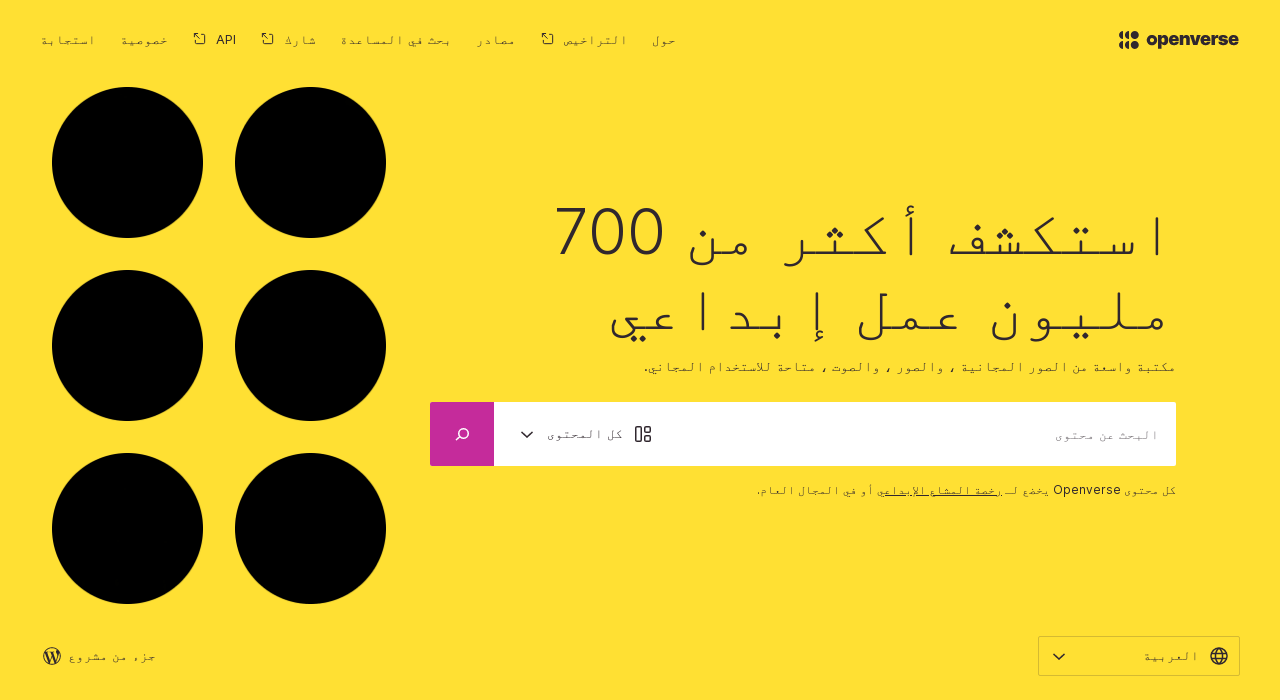 openverse
حول
التراخيص
مصادر
بحث في المساعدة
شارك
API
خصوصية
استجابة
استكشف أكثر من 700
مليون عمل إبداعي
مكتبة واسعة من الصور المجانية ، والصور ، والصوت ، متاحة للاستخدام المجاني.
البحث عن محتوى
كل المحتوى
كل محتوى Openverse يخضع لـ رخصة المشاع الإبداعي أو في المجال العام.
العربية
جزء من مشروع